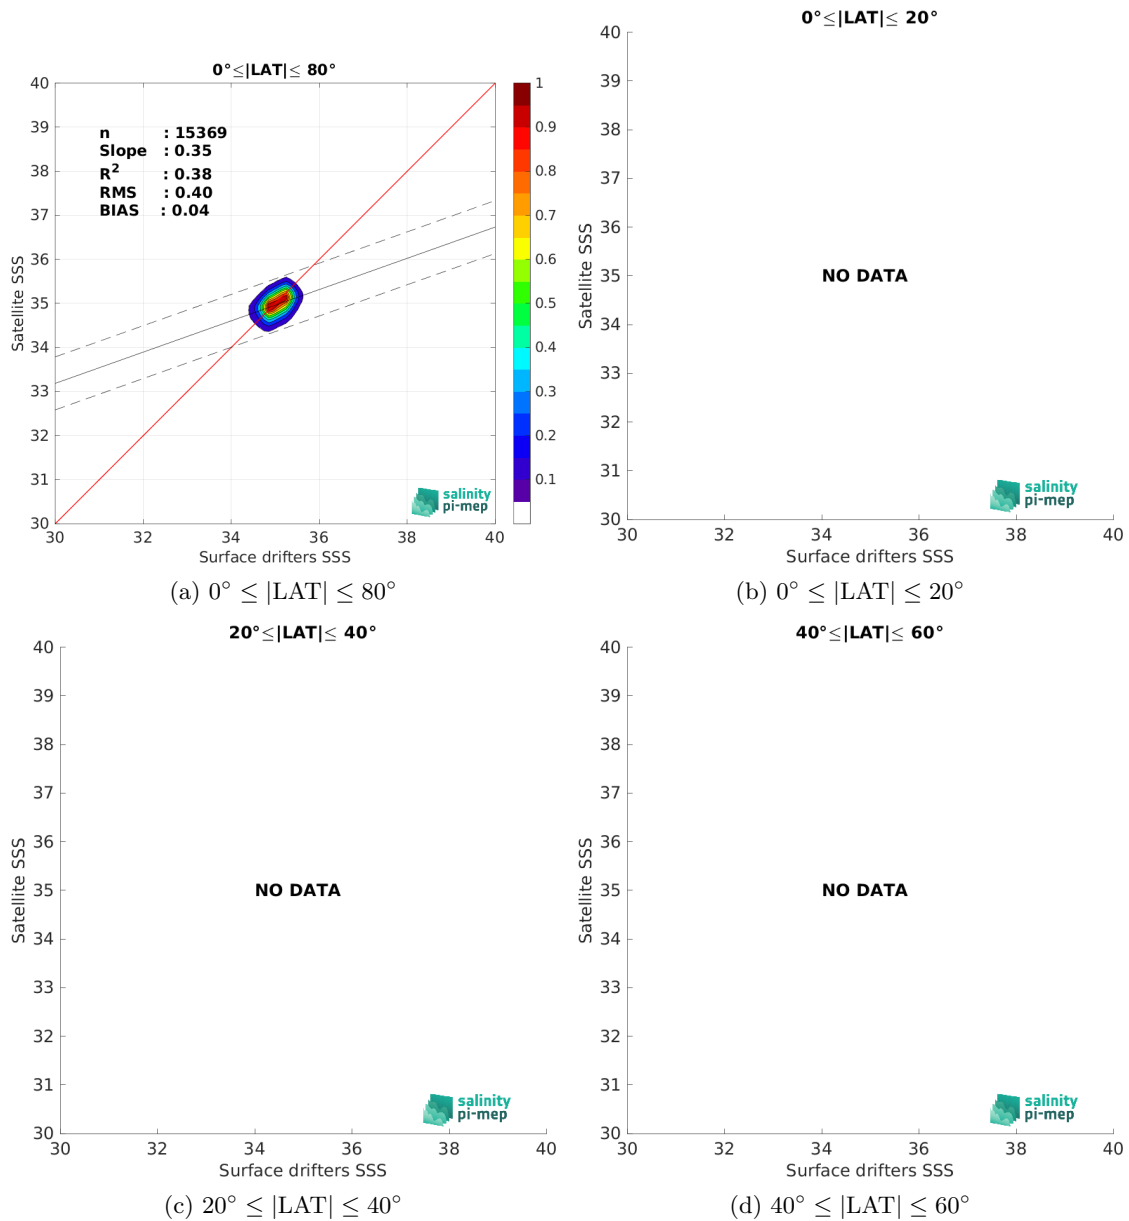 0°≤|LAT|≤ 80°
40
39
38
37
36
35
34
33
32
31
30
Satellite SSS
n : 15369
Slope : 0.35
R² : 0.38
RMS : 0.40
BIAS : 0.04
salinity
pi-mep
30 32 34 36 38 40
Surface drifters SSS
1
0.9
0.8
0.7
0.6
0.5
0.4
0.3
0.2
0.1
(a) 0° ≤ |LAT| ≤ 80°
0°≤|LAT|≤ 20°
40
39
38
37
36
35
34
33
32
31
30
Satellite SSS
NO DATA
salinity
pi-mep
30 32 34 36 38 40
Surface drifters SSS
(b) 0° ≤ |LAT| ≤ 20°
20°≤|LAT|≤ 40°
40
39
38
37
36
35
34
33
32
31
30
Satellite SSS
NO DATA
salinity
pi-mep
30 32 34 36 38 40
Surface drifters SSS
(c) 20° ≤ |LAT| ≤ 40°
40°≤|LAT|≤ 60°
40
39
38
37
36
35
34
33
32
31
30
Satellite SSS
NO DATA
salinity
pi-mep
30 32 34 36 38 40
Surface drifters SSS
(d) 40° ≤ |LAT| ≤ 60°